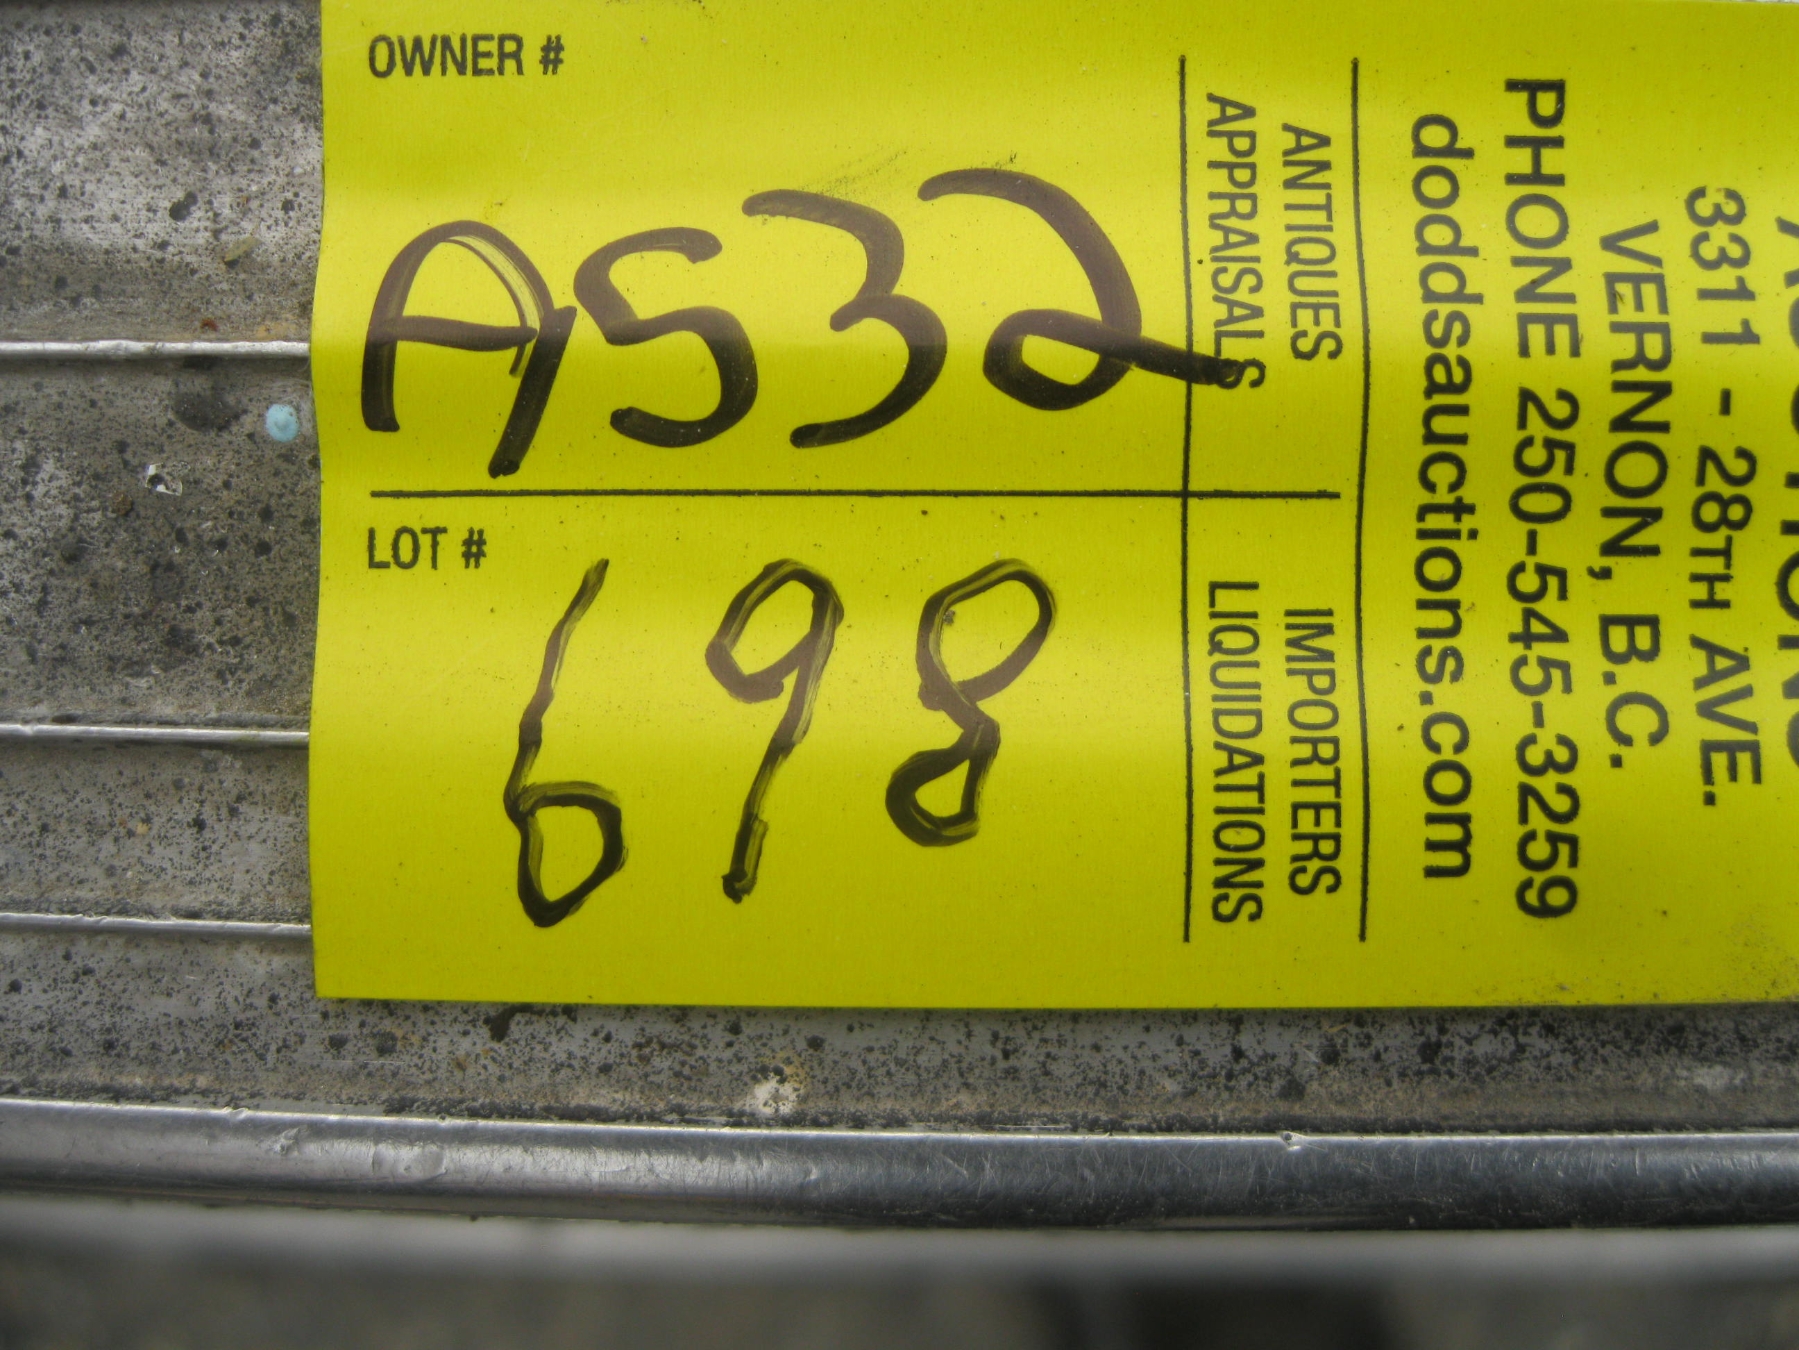 OWNER #
A532
LOT #
698
3311 - 28TH AVE.
VERNON, B.C.
PHONE 250-545-3259
doddsauctions.com
ANTIQUES IMPORTERS
APPRAISALS LIQUIDATIONS